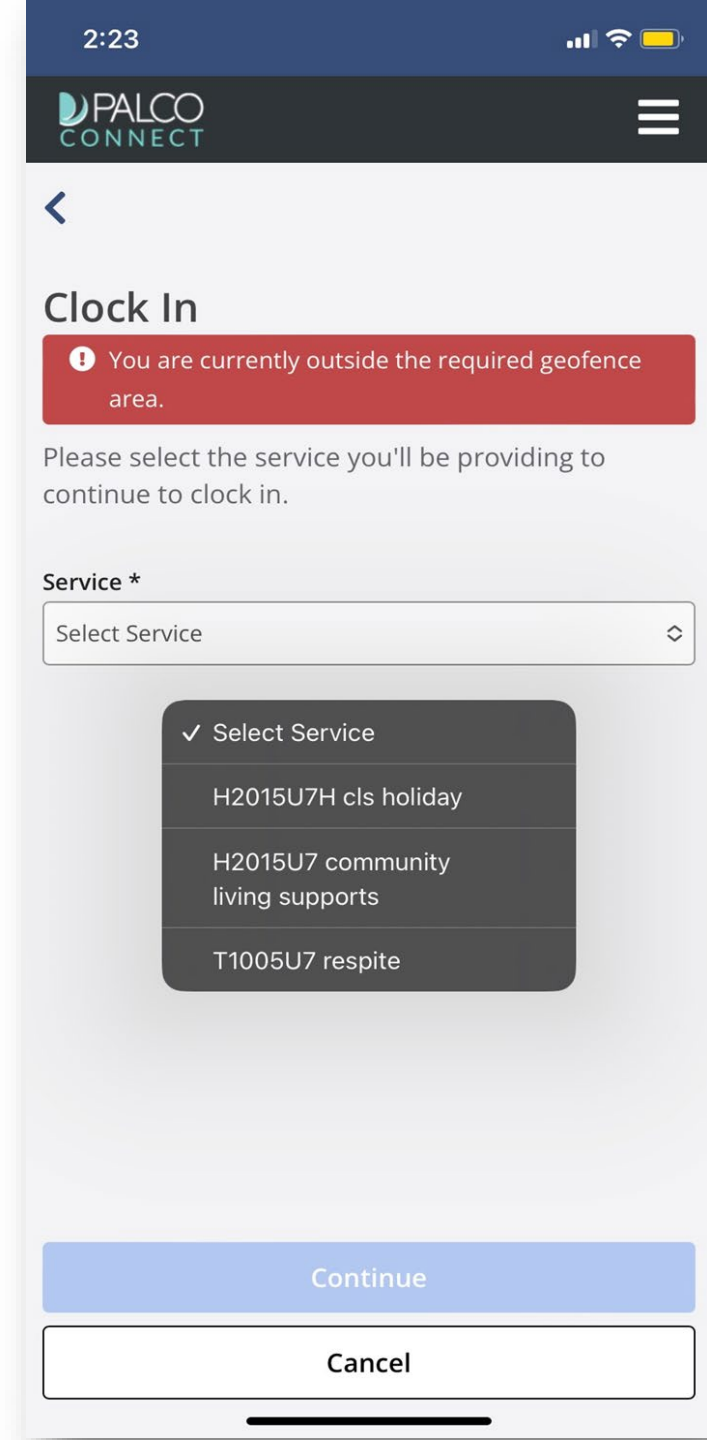 2:23
PALCO
CONNECT
Clock In
You are currently outside the required geofence
area.
Please select the service you'll be providing to
continue to clock in.
Service *
Select Service
✓ Select Service
H2015U7H cls holiday
H2015U7 community
living supports
T1005U7 respite
Continue
Cancel